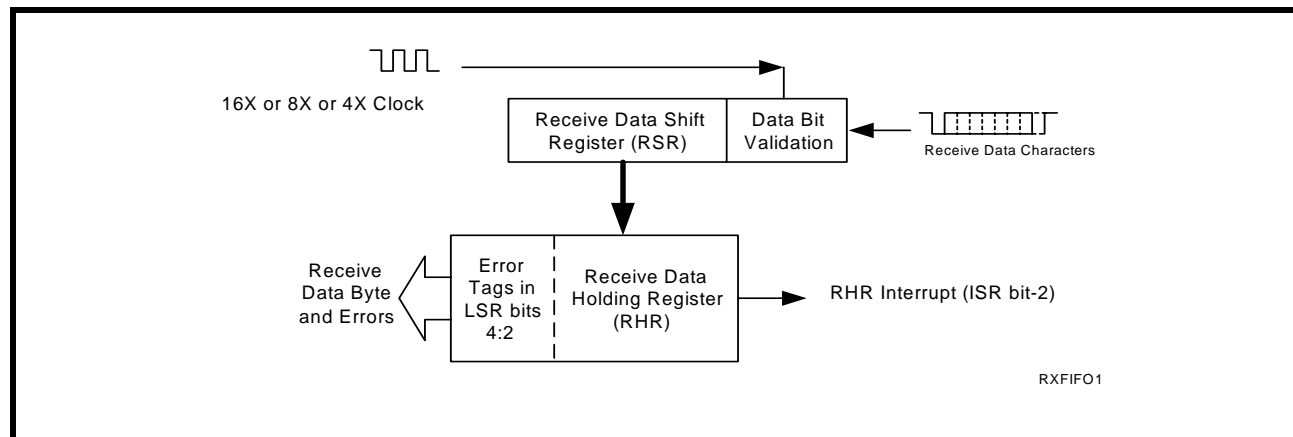 16X or 8X or 4X Clock
Receive Data Shift
Register (RSR)
Data Bit
Validation
Receive Data Characters
Receive
Data Byte
and Errors
Error
Tags in
LSR bits
4:2
Receive Data
Holding Register
(RHR)
RHR Interrupt (ISR bit-2)
RXFIFO1